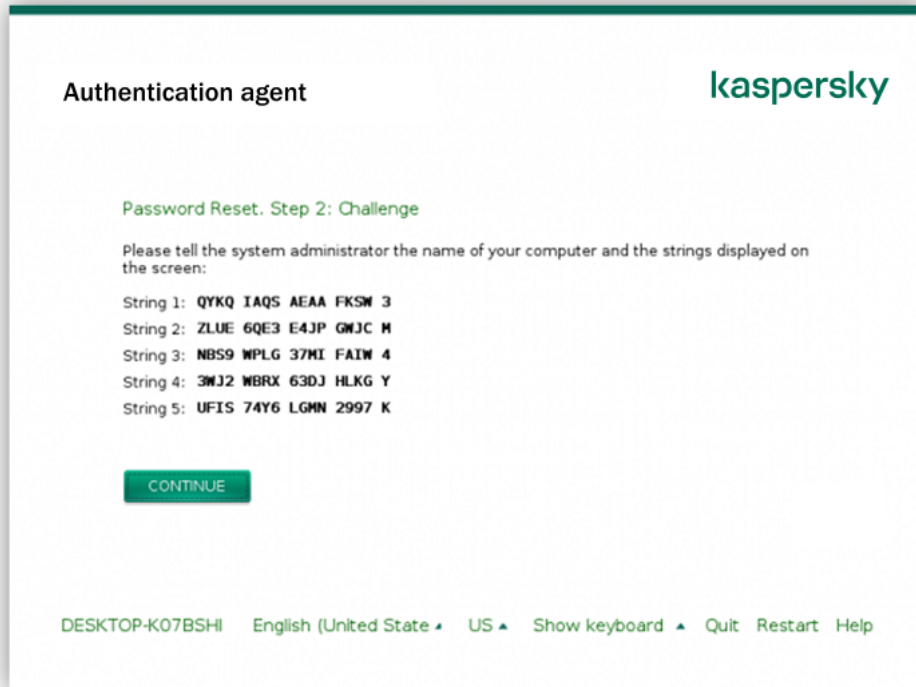 Authentication agent
kaspersky
Password Reset. Step 2: Challenge
Please tell the system administrator the name of your computer and the strings displayed on
the screen:
String 1: QYKQ IAQS AEAA FKSW 3
String 2: ZLUE 6QE3 E4JP GWJC M
String 3: NBS9 WPLG 37MI FAIW 4
String 4: 3WJ2 WBRX 63DJ HLKG Y
String 5: UFIS 74Y6 LGMN 2997 K
CONTINUE
DESKTOP-K07BSHI English (United State US Show keyboard Quit Restart Help